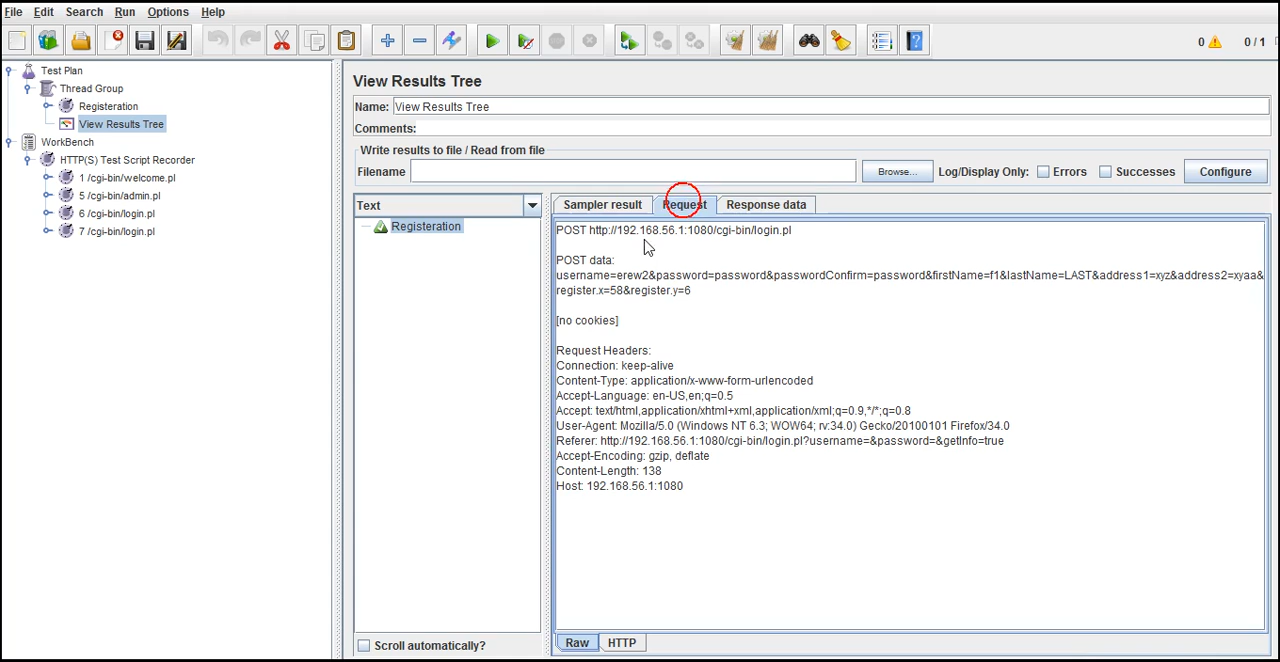 File Edit Search Run Options Help
0 0 / 1
Test Plan
Thread Group
Registeration
View Results Tree
WorkBench
HTTP(S) Test Script Recorder
1 /cgi-bin/welcome.pl
5 /cgi-bin/admin.pl
6 /cgi-bin/login.pl
7 /cgi-bin/login.pl
View Results Tree
Name: View Results Tree
Comments:
Write results to file / Read from file
Filename Browse... Log/Display Only: Errors Successes Configure
Text
Registeration
Scroll automatically?
Sampler result Request Response data
POST http://192.168.56.1:1080/cgi-bin/login.pl
POST data:
username=erew2&password=password&passwordConfirm=password&firstName=f1&lastName=LAST&address1=xyz&address2=xyaa&
register.x=58&register.y=6
[no cookies]
Request Headers:
Connection: keep-alive
Content-Type: application/x-www-form-urlencoded
Accept-Language: en-US,en;q=0.5
Accept: text/html,application/xhtml+xml,application/xml;q=0.9,*/*;q=0.8
User-Agent: Mozilla/5.0 (Windows NT 6.3; WOW64; rv:34.0) Gecko/20100101 Firefox/34.0
Referer: http://192.168.56.1:1080/cgi-bin/login.pl?username=&password=&getInfo=true
Accept-Encoding: gzip, deflate
Content-Length: 138
Host: 192.168.56.1:1080
Raw HTTP